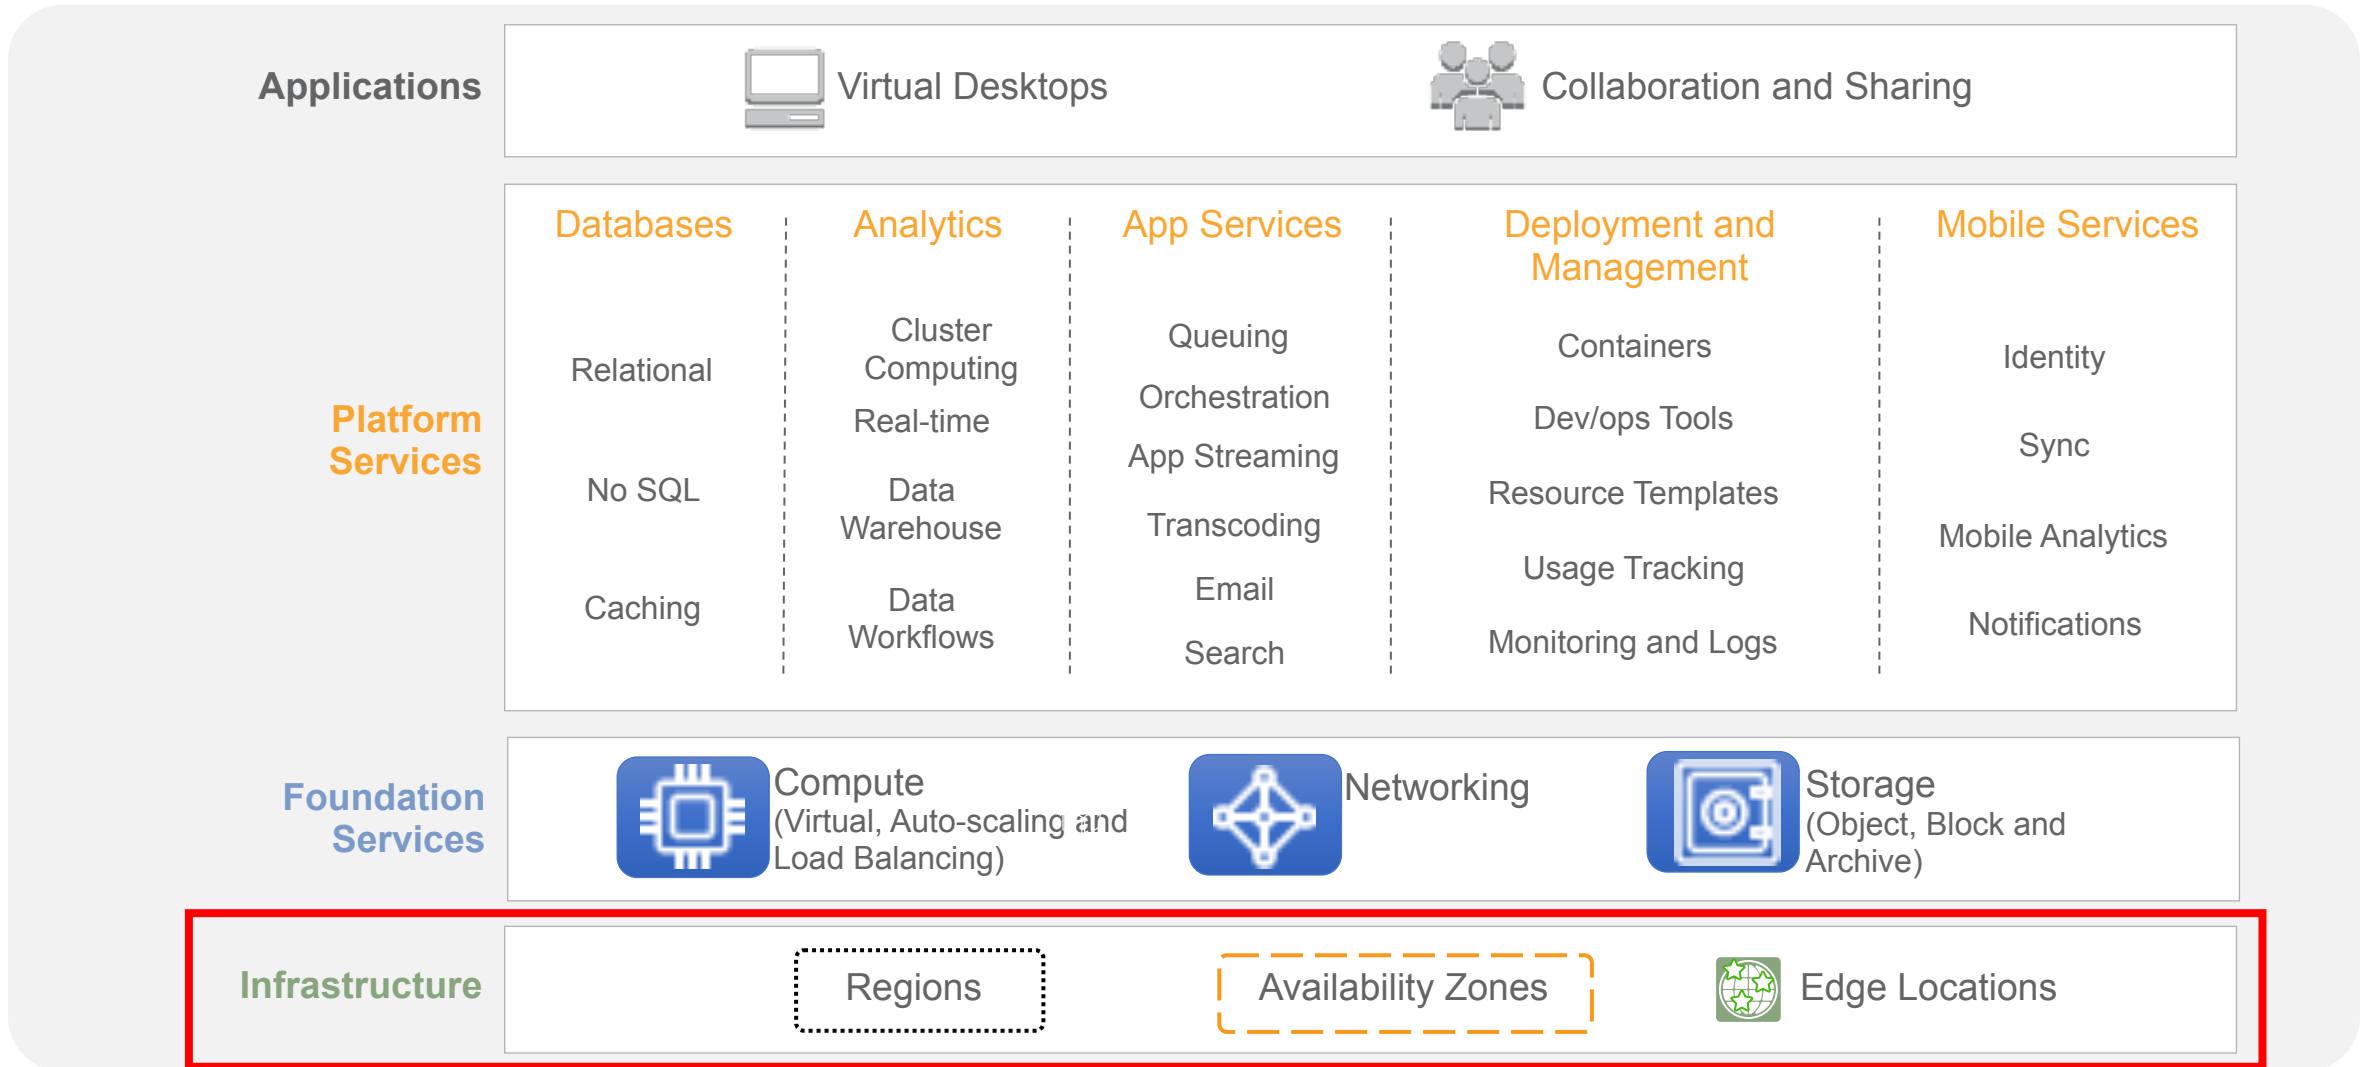 Applications
Virtual Desktops
Collaboration and Sharing
Platform
Services
Databases
Relational
No SQL
Caching
Analytics
Cluster
Computing
Real-time
Data
Warehouse
Data
Workflows
App Services
Queuing
Orchestration
App Streaming
Transcoding
Email
Search
Deployment and
Management
Containers
Dev/ops Tools
Resource Templates
Usage Tracking
Monitoring and Logs
Mobile Services
Identity
Sync
Mobile Analytics
Notifications
Foundation
Services
Compute
(Virtual, Auto-scaling and
Load Balancing)
Networking
Storage
(Object, Block and
Archive)
Infrastructure
Regions
Availability Zones
Edge Locations